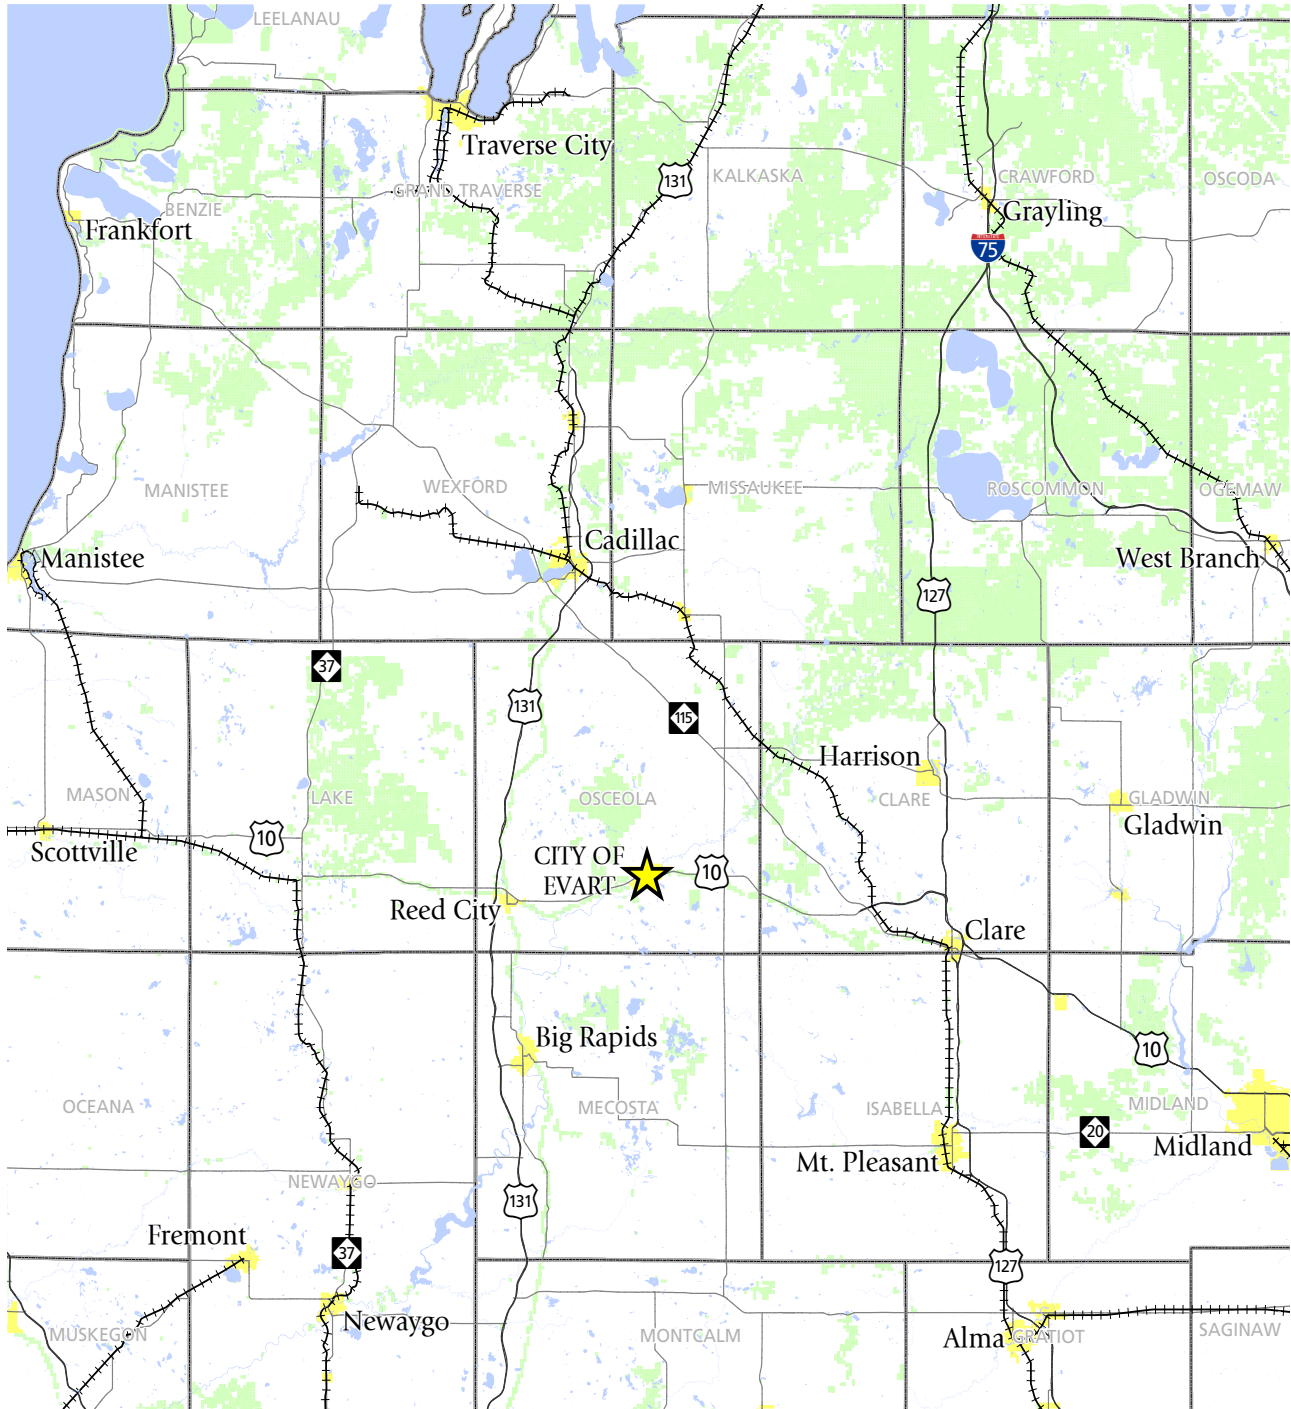 LEELANAU
Traverse City
131
KALKASKA
CRAWFORD
OSCODA
GRAND TRAVERSE
BENZIE
Frankfort
Grayling
INTERSTATE
75
MANISTEE
WEXFORD
MISSAUKEE
ROSCOMMON
OGEMAW
Manistee
Cadillac
West Branch
127
37
131
115
Harrison
MASON
LAKE
OSCEOLA
CLARE
GLADWIN
Gladwin
10
Scottville
CITY OF
EVART
10
Reed City
Clare
Big Rapids
10
OCEANA
MECOSTA
ISABELLA
MIDLAND
20
Midland
Mt. Pleasant
NEWAYGO
131
Fremont
37
127
Newaygo
MUSKEGON
MONTCALM
Alma
GRATIOT
SAGINAW